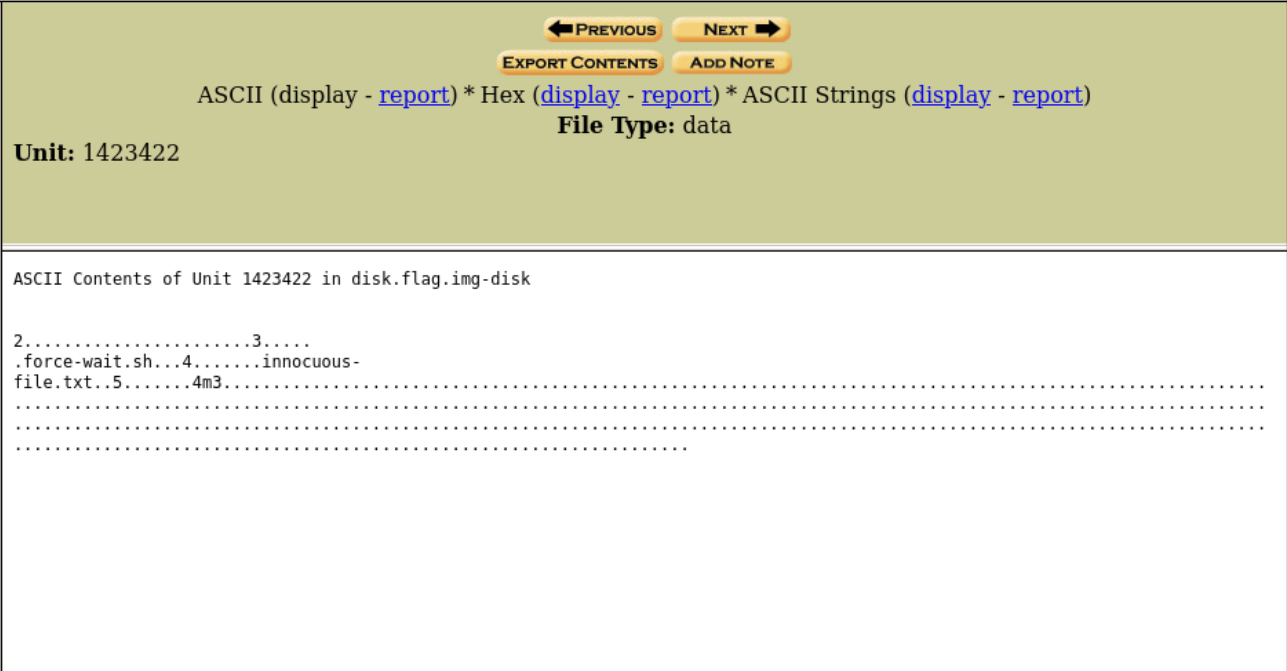 PREVIOUS NEXT
EXPORT CONTENTS ADD NOTE
ASCII (display - report) * Hex (display - report) * ASCII Strings (display - report)
File Type: data
Unit: 1423422
ASCII Contents of Unit 1423422 in disk.flag.img-disk
2.......................3.....
.force-wait.sh...4.......innocuous-
file.txt..5.......4m3.........................................................................................................
..............................................................................................................................
..............................................................................................................................
....................................................................